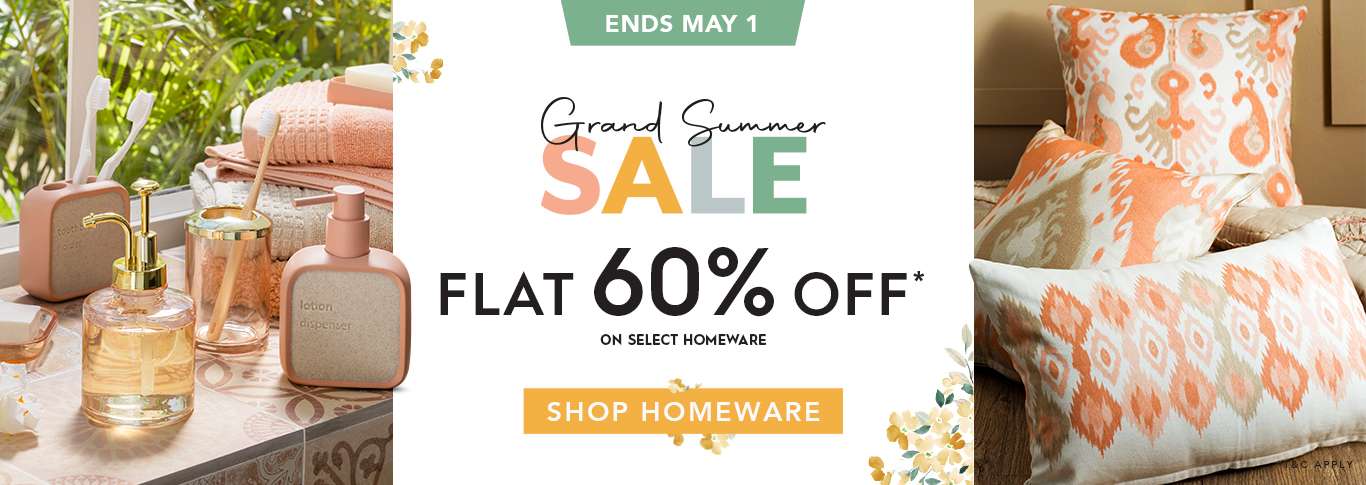 ENDS MAY 1
Grand Summer
SALE
FLAT 60% OFF*
ON SELECT HOMEWARE
SHOP HOMEWARE
lotion
dispenser
T&C APPLY